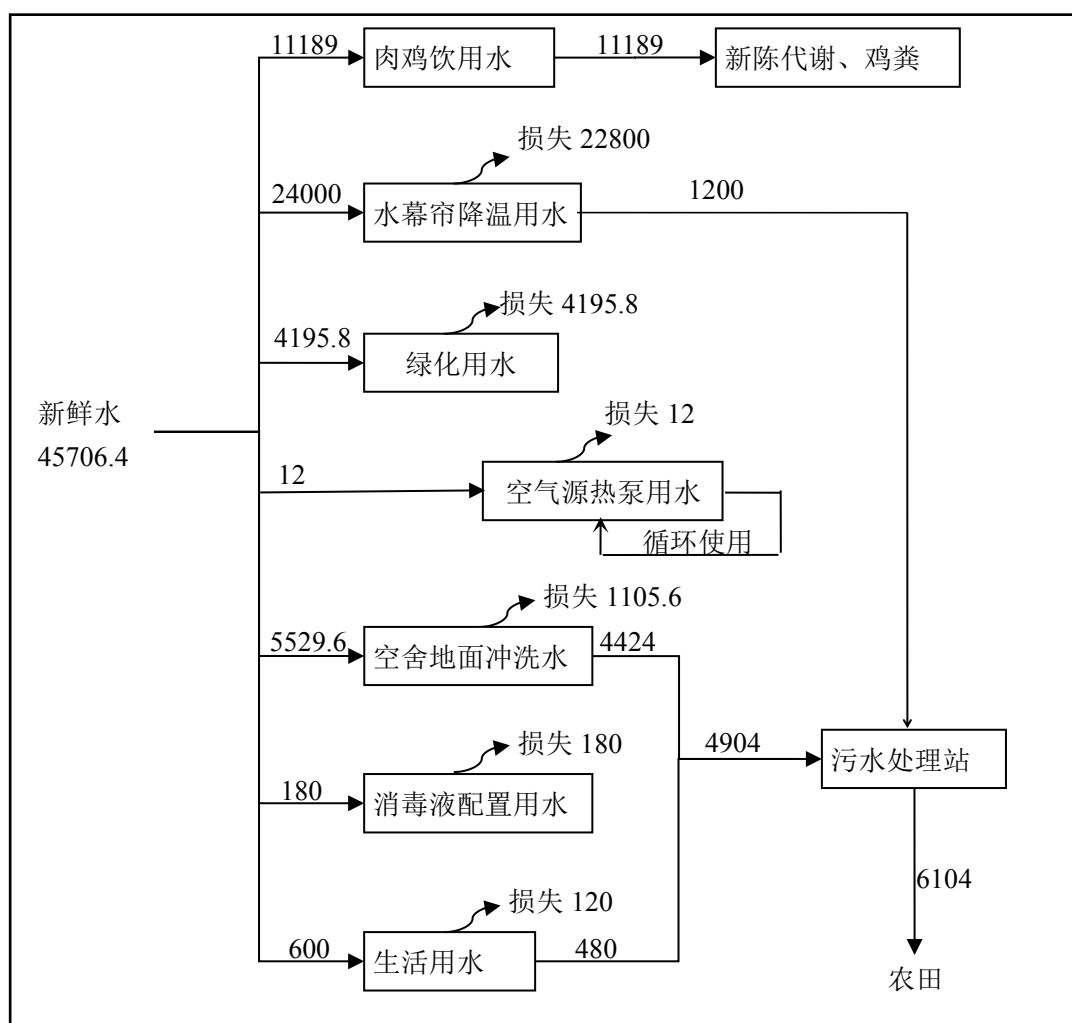 11189
肉鸡饮用水
11189
新陈代谢、鸡粪
损失 22800
24000
水幕帘降温用水
1200
损失 4195.8
4195.8
绿化用水
新鲜水
45706.4
损失 12
12
空气源热泵用水
循环使用
损失 1105.6
5529.6
空舍地面冲洗水
4424
损失 180
4904
污水处理站
180
消毒液配置用水
6104
损失 120
600
生活用水
480
农田